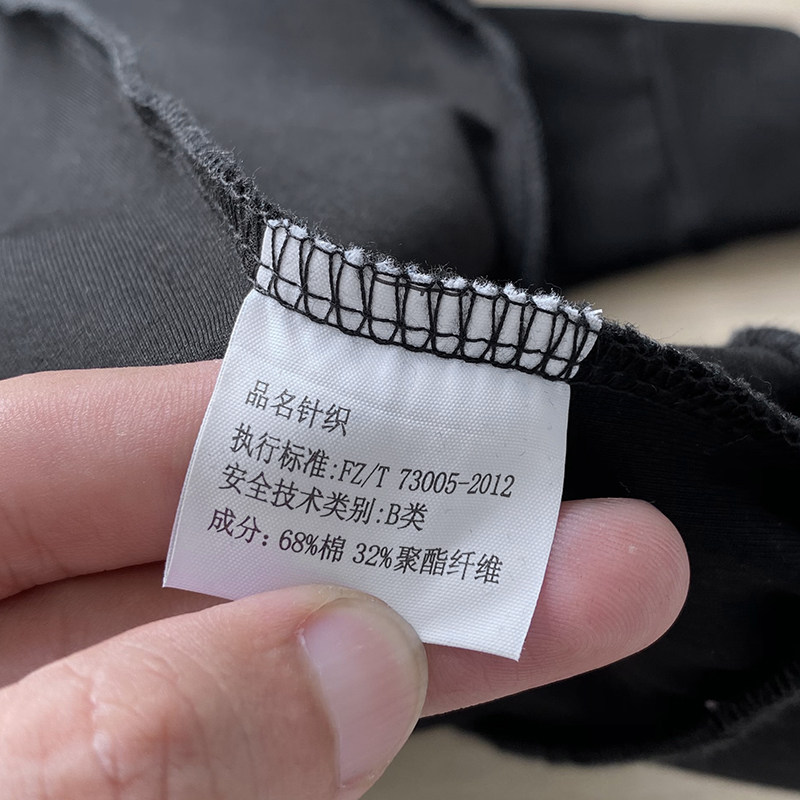 品名针织
执行标准:FZ/T 73005-2012
安全技术类别:B类
成分: 68%棉 32%聚酯纤维